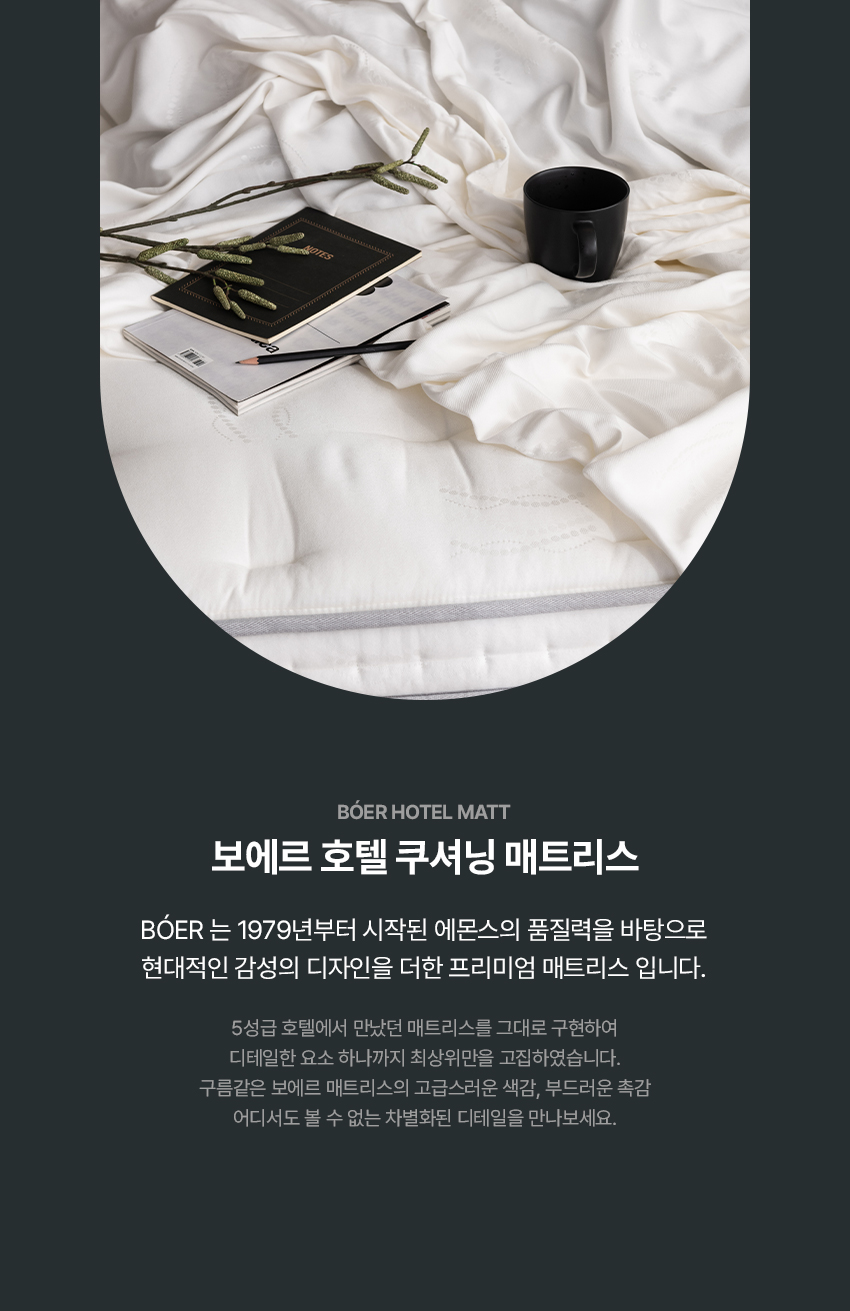 NOTES
BÓER HOTEL MATT
보에르 호텔 쿠셔닝 매트리스
BÓER 는 1979년부터 시작된 에몬스의 품질력을 바탕으로
현대적인 감성의 디자인을 더한 프리미엄 매트리스 입니다.
5성급 호텔에서 만났던 매트리스를 그대로 구현하여
디테일한 요소 하나까지 최상위만을 고집하였습니다.
구름같은 보에르 매트리스의 고급스러운 색감, 부드러운 촉감
어디서도 볼 수 없는 차별화된 디테일을 만나보세요.